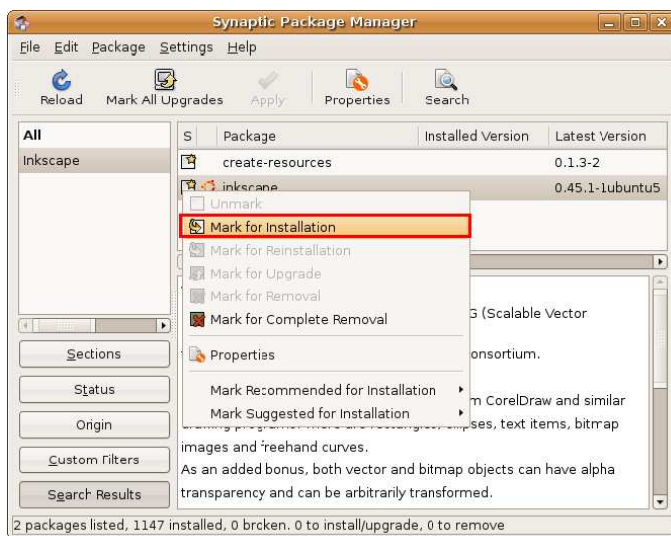 Synaptic Package Manager
File Edit Package Settings Help
Reload Mark All Upgrades Apply Properties Search
All
Inkscape
S Package Installed Version Latest Version
create-resources 0.1.3-2
inkscape 0.45.1-1ubuntu5
Unmark
Mark for Installation
Mark for Reinstallation
Mark for Upgrade
Mark for Removal
Mark for Complete Removal
Properties
Mark Recommended for Installation
Mark Suggested for Installation
G (Scalable Vector
onsortium.
m CorelDraw and similar
text items, bitmap
images and freehand curves.
As an added bonus, both vector and bitmap objects can have alpha
transparency and can be arbitrarily transformed.
Sections
Status
Origin
Custom Filters
Search Results
2 packages listed, 1147 installed, 0 broken. 0 to install/upgrade, 0 to remove